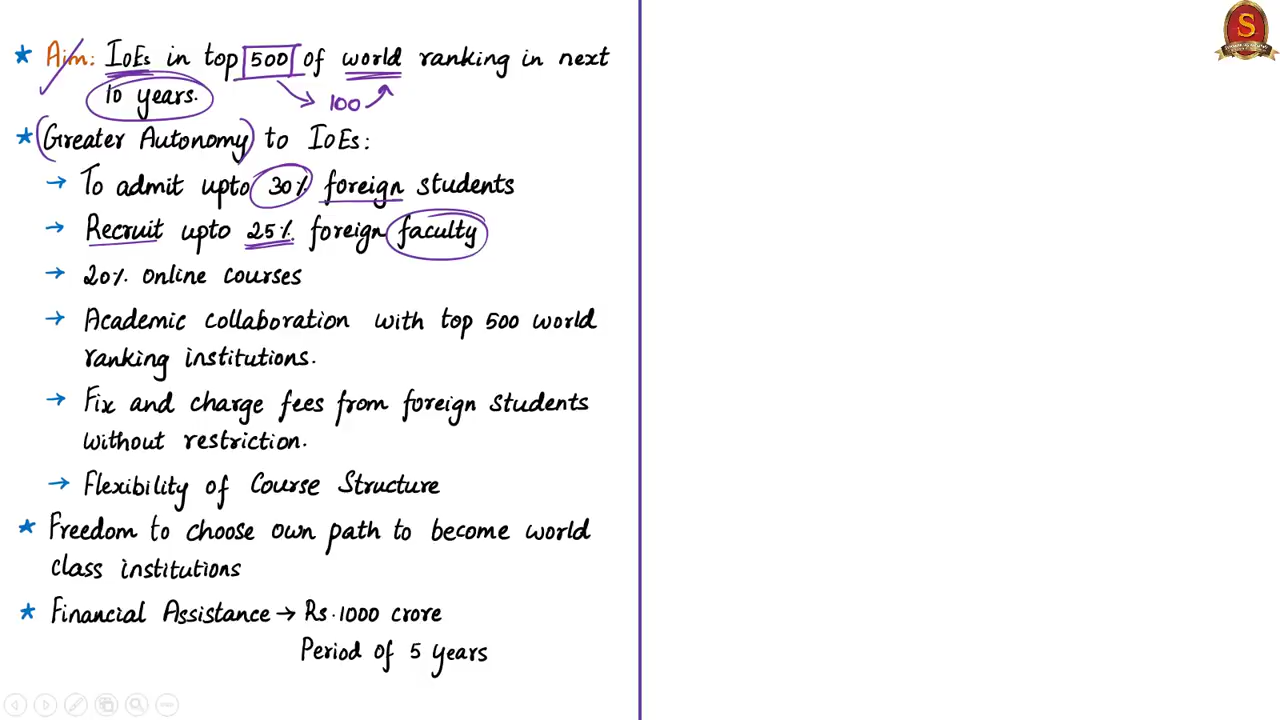 * Aim: IoEs in top 500 of world ranking in next
10 years. → 100
* Greater Autonomy to IoEs:
→ To admit upto 30% foreign students
→ Recruit upto 25% foreign faculty
→ 20% online courses
→ Academic collaboration with top 500 world
ranking institutions.
→ Fix and charge fees from foreign students
without restriction.
→ Flexibility of Course Structure
* Freedom to choose own path to become world
class institutions
* Financial Assistance → Rs.1000 crore
Period of 5 years
S